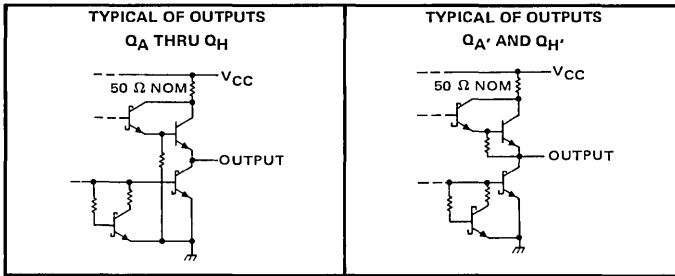 TYPICAL OF OUTPUTS
QA THRU QH
VCC
50 Ω NOM
OUTPUT
TYPICAL OF OUTPUTS
QA' AND QH'
VCC
50 Ω NOM
OUTPUT